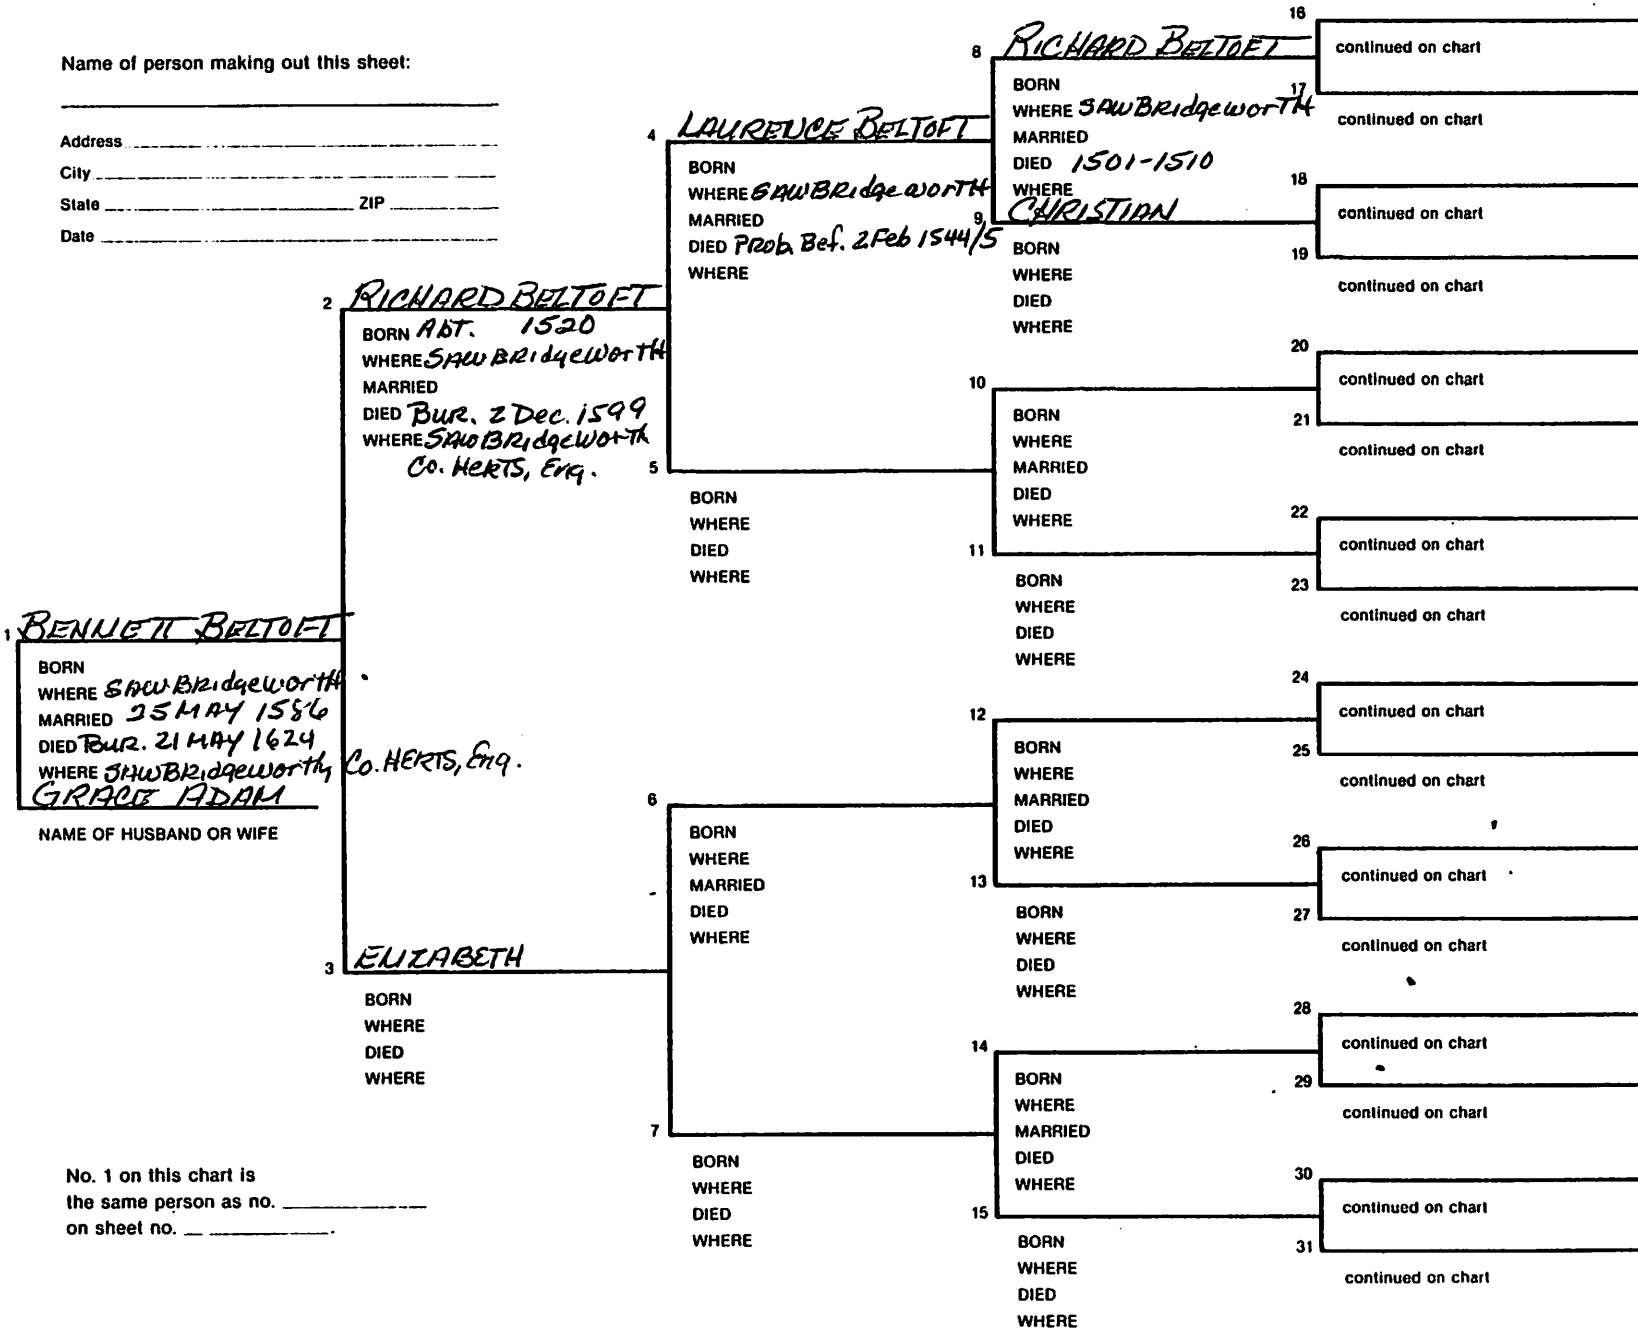 Name of person making out this sheet:
Address
City
State ZIP
Date
1 BENNETT BELTOFT
BORN
WHERE SAWBRidgeworTH
MARRIED 25 MAY 1586
DIED BUR. 21 MAY 1624
WHERE SAWBRidgeworth, Co. HERTS, Eng.
GRACE ADAM
NAME OF HUSBAND OR WIFE
No. 1 on this chart is
the same person as no.
on sheet no.
2 RICHARD BELTOFT
BORN Abt. 1520
WHERE SAWBRidgeWorTH
MARRIED
DIED BUR. 2 Dec. 1599
WHERE SAWBRidgeWorth
Co. HERTS, Eng.
3 ELIZABETH
BORN
WHERE
DIED
WHERE
4 LAURENCE BELTOFT
BORN
WHERE SAWBRidgeworTH
MARRIED
DIED Prob. Bef. 2 Feb 1544/5
WHERE
5
BORN
WHERE
DIED
WHERE
6
BORN
WHERE
MARRIED
DIED
WHERE
7
BORN
WHERE
DIED
WHERE
8 RICHARD BELTOFT
BORN
WHERE SAWBRidgeworTH
MARRIED
DIED 1501-1510
WHERE
9 CHRISTIAN
BORN
WHERE
DIED
WHERE
10
BORN
WHERE
MARRIED
DIED
WHERE
11
BORN
WHERE
DIED
WHERE
12
BORN
WHERE
MARRIED
DIED
WHERE
13
BORN
WHERE
DIED
WHERE
14
BORN
WHERE
MARRIED
DIED
WHERE
15
BORN
WHERE
DIED
WHERE
16
continued on chart
17
continued on chart
18
continued on chart
19
continued on chart
20
continued on chart
21
continued on chart
22
continued on chart
23
continued on chart
24
continued on chart
25
continued on chart
26
continued on chart
27
continued on chart
28
continued on chart
29
continued on chart
30
continued on chart
31
continued on chart